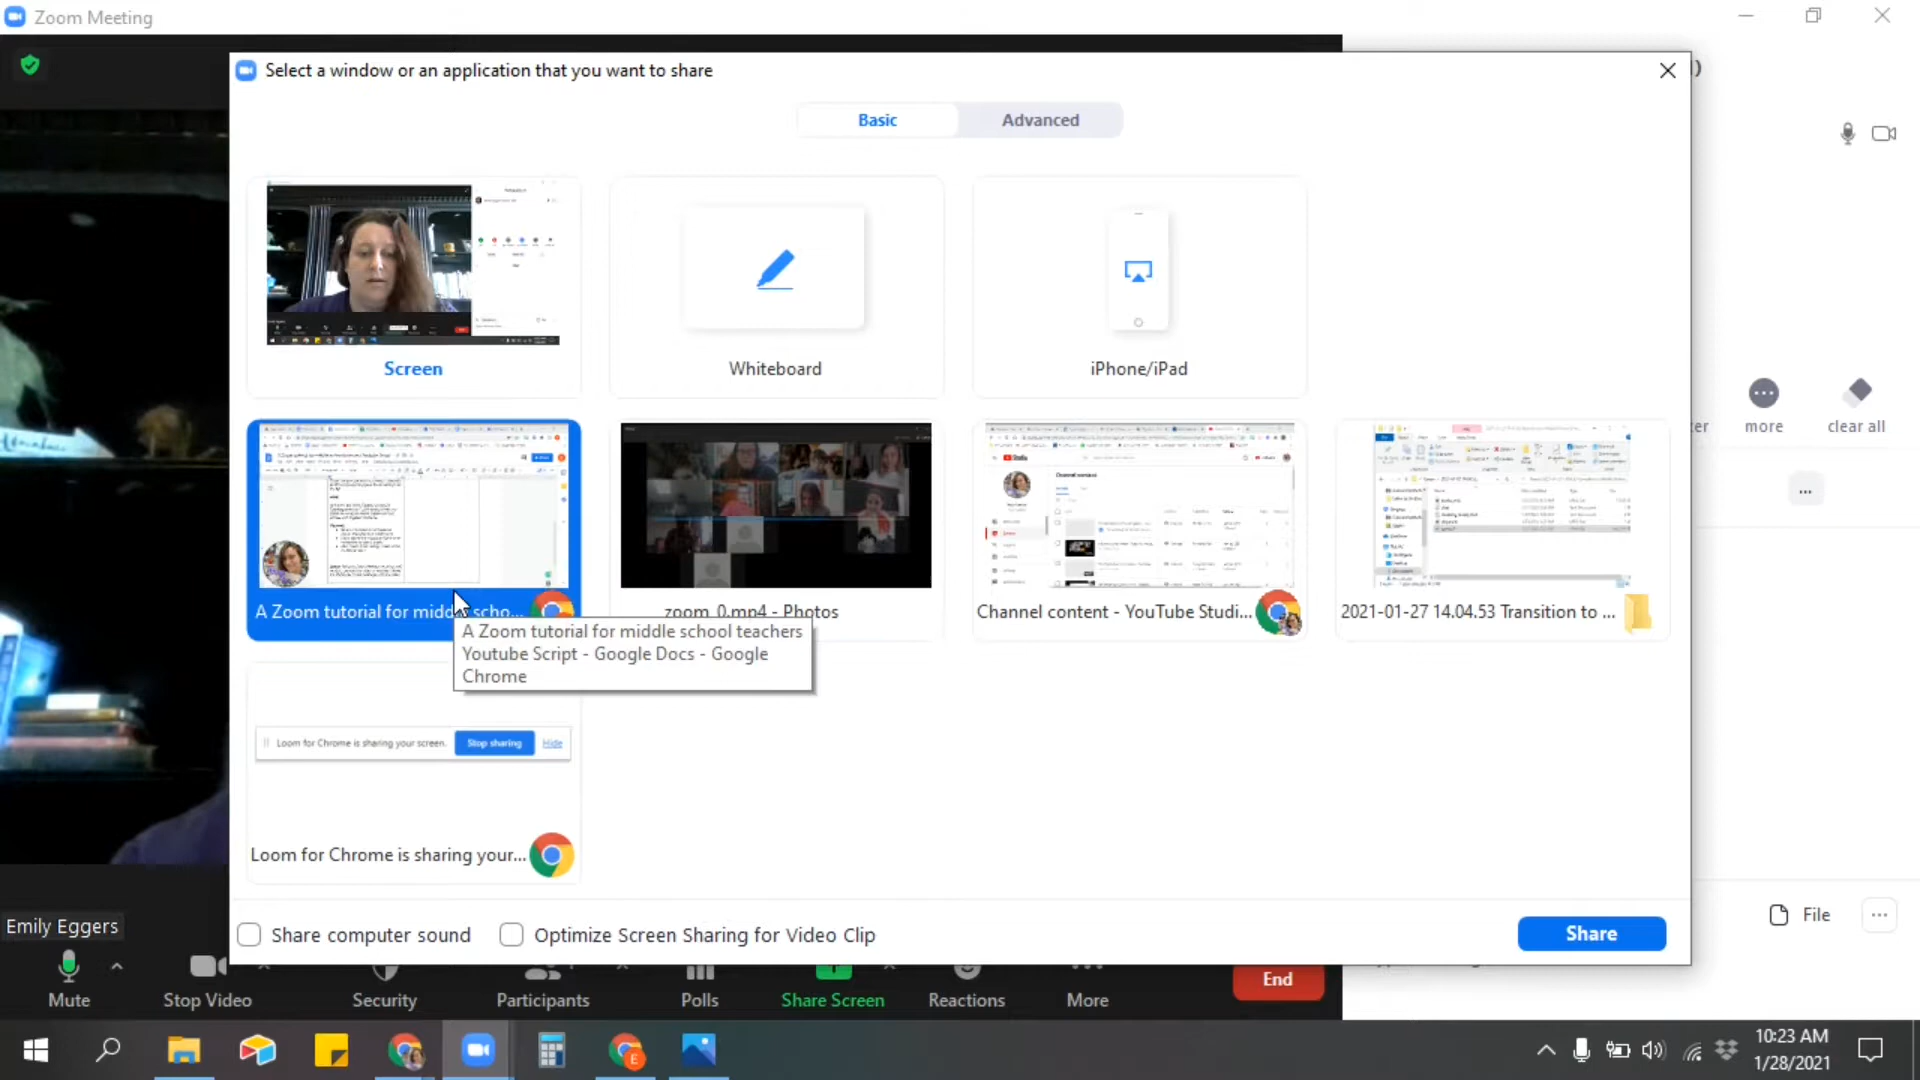 Zoom Meeting
Select a window or an application that you want to share
Basic
Advanced
Screen
Whiteboard
iPhone/iPad
A Zoom tutorial for midd
scho...
zoom_0.mp4 - Photos
Channel content - YouTube Studi...
2021-01-27 14.04.53 Transition to ...
A Zoom tutorial for middle school teachers
Youtube Script - Google Docs - Google
Chrome
Loom for Chrome is sharing your screen.
Stop sharing
Hide
Loom for Chrome is sharing your...
Share computer sound
Optimize Screen Sharing for Video Clip
Share
more
clear all
File
Emily Eggers
Mute
Stop Video
Security
Participants
Polls
Share Screen
Reactions
More
End
10:23 AM
1/28/2021